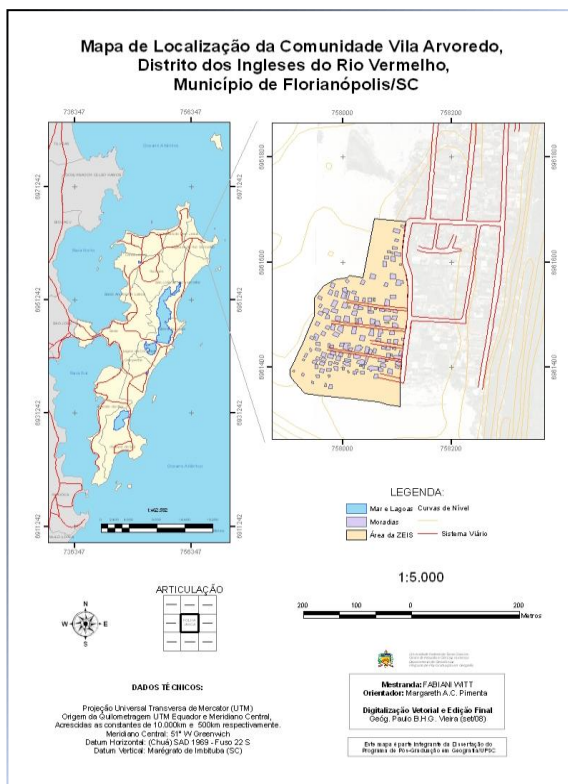 Mapa de Localização da Comunidade Vila Arvoredo,
Distrito dos Ingleses do Rio Vermelho,
Município de Florianópolis/SC
736347
756347
758000
758200
6971242
6951242
6931242
6911242
6961800
6961600
6961400
736347
756347
758000
758200
LEGENDA:
Mar e Lagoas
Curvas de Nível
Moradias
Área da ZEIS
Sistema Viário
1:5.000
200
100
0
200
Metros
ARTICULAÇÃO
N
W
E
S
DADOS TÉCNICOS:
Projeção Universal Transversa de Mercator (UTM)
Origem da Quilometragem UTM Equador e Meridiano Central,
Acrescidas as constantes de 10.000km e 500km respectivamente.
Meridiano Central: 51° W Greenwich
Datum Horizontal: (Chuá) SAD 1969 - Fuso 22 S
Datum Vertical: Marégrafo de Imbituba (SC)
Mestranda: FABIANI WITT
Orientador: Margareth A.C. Pimenta
Digitalização Vetorial e Edição Final
Geóg. Paulo B.H.G. Vieira (set/08)
Este mapa é parte integrante da Dissertação do
Programa de Pós-Graduação em Geografia/UFSC